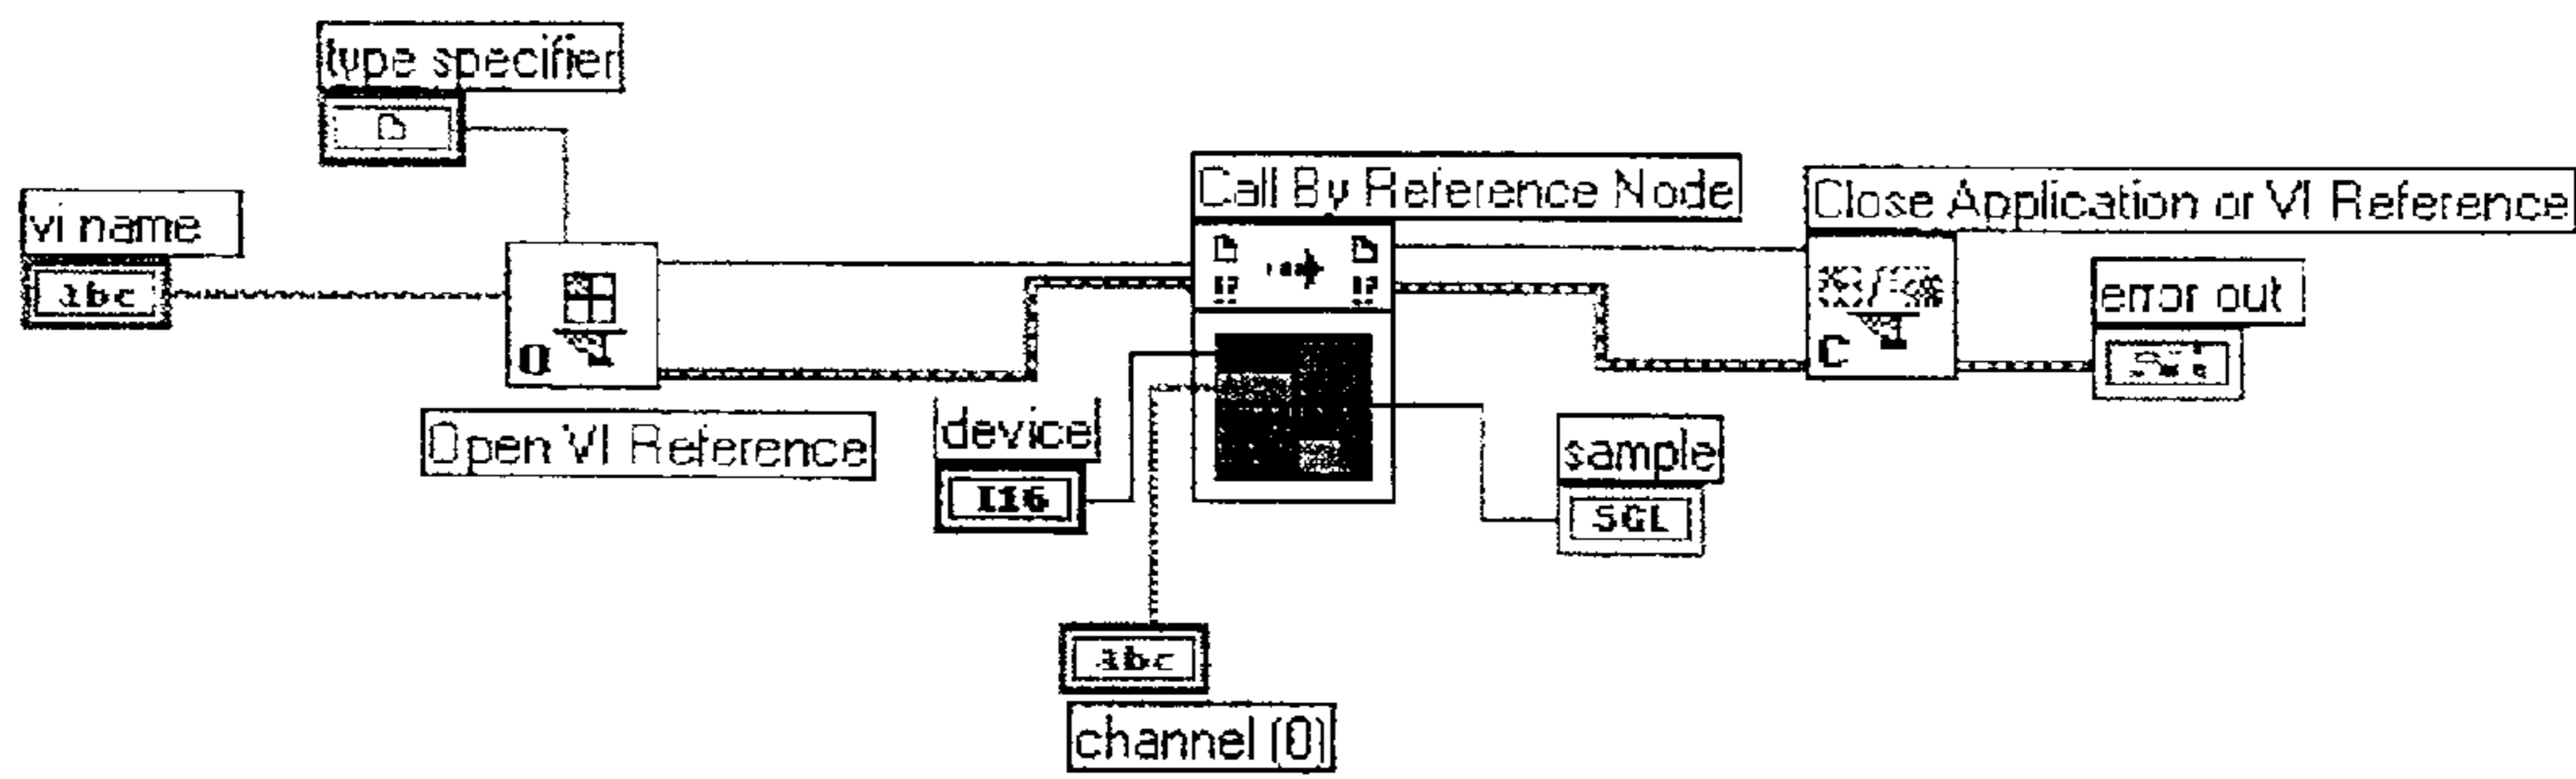 type specifier
vi name
abc
O
Open VI Reference
Call By Reference Node
device
I16
abc
channel (0)
sample
SGL
Close Application or VI Reference
C
error out